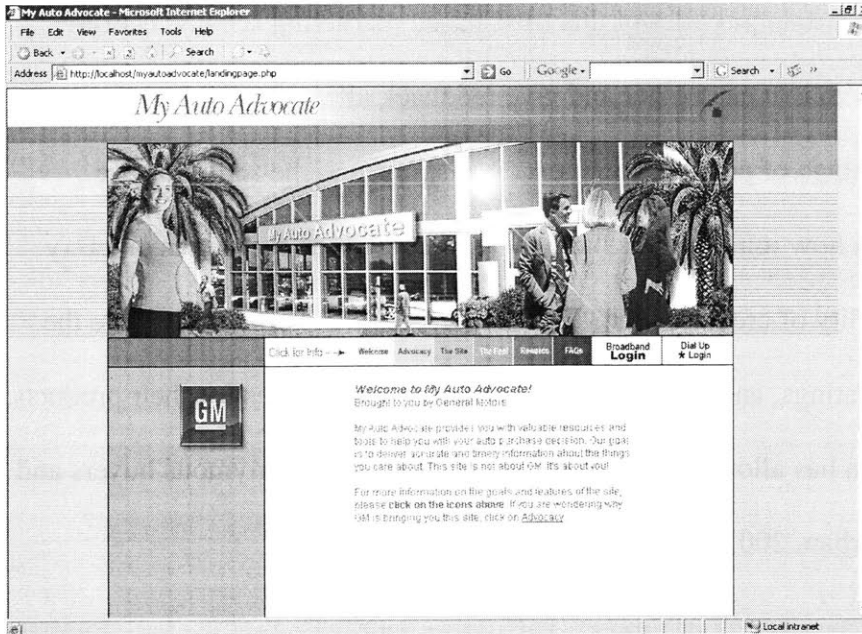 My Auto Advocate - Microsoft Internet Explorer
File Edit View Favorites Tools Help
Back Search
Address http://localhost/myautoadvocate/landingpage.php Go Google Search »
My Auto Advocate
My Auto Advocate
Click for Info Welcome Advocacy The Site FAQs Broadband Login Dial Up * Login
GM
Welcome to My Auto Advocate!
Brought to you by General Motors
My Auto Advocate provides you with valuable resources and
tools to help you with your auto purchase decision. Our goal
is to deliver accurate and timely information about the things
you care about. This site is not about GM. It's about you!
For more information on the goals and features of the site,
please click on the icons above. If you are wondering why
GM is bringing you this site, click on Advocacy
Local intranet